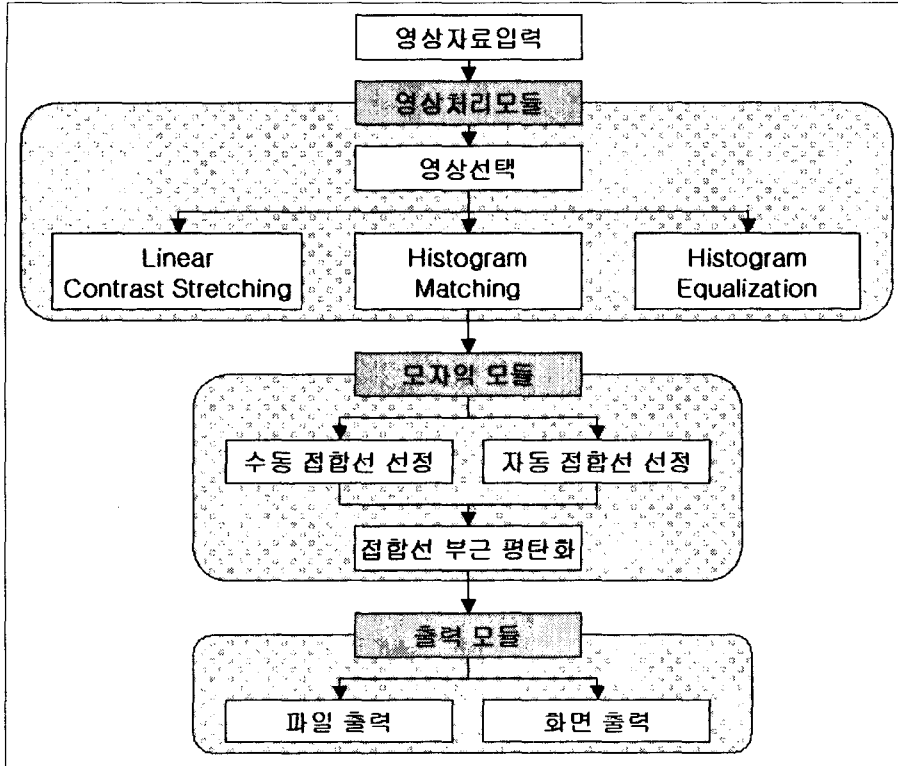 영상자료입력
영상처리모듈
영상선택
Linear
Contrast Stretching
Histogram
Matching
Histogram
Equalization
모자익 모듈
수동 접합선 선정
자동 접합선 선정
접합선 부근 평탄화
출력 모듈
파일 출력
화면 출력